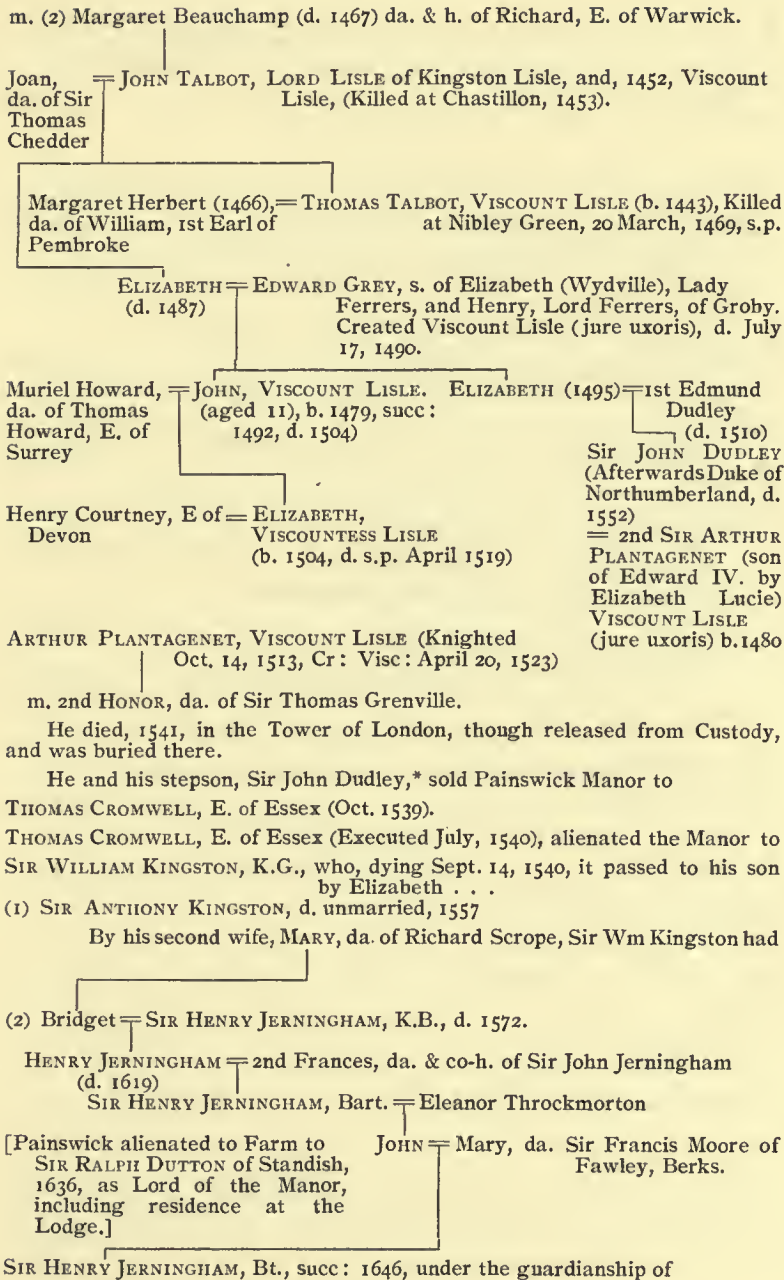 m. (2) Margaret Beauchamp (d. 1467) da. & h. of Richard, E. of Warwick.
Joan, = JOHN TALBOT, LORD LISLE of Kingston Lisle, and, 1452, Viscount
da. of Sir Lisle, (Killed at Chastillon, 1453).
Thomas
Chedder
Margaret Herbert (1466), = THOMAS TALBOT, VISCOUNT LISLE (b. 1443), Killed
da. of William, 1st Earl of at Nibley Green, 20 March, 1469, s.p.
Pembroke
ELIZABETH = EDWARD GREY, s. of Elizabeth (Wydville), Lady
(d. 1487) Ferrers, and Henry, Lord Ferrers, of Groby.
Created Viscount Lisle (jure uxoris), d. July
17, 1490.
Muriel Howard, = JOHN, VISCOUNT LISLE. ELIZABETH (1495) = 1st Edmund
da. of Thomas (aged 11), b. 1479, succ: Dudley
Howard, E. of 1492, d. 1504) (d. 1510)
Surrey
Sir JOHN DUDLEY
(Afterwards Duke of
Northumberland, d.
1552)
Henry Courtney, E of = ELIZABETH,
Devon VISCOUNTESS LISLE
(b. 1504, d. s.p. April 1519)
= 2nd SIR ARTHUR
PLANTAGENET (son
of Edward IV. by
Elizabeth Lucie)
VISCOUNT LISLE
(jure uxoris) b. 1480
ARTHUR PLANTAGENET, VISCOUNT LISLE (Knighted
Oct. 14, 1513, Cr: Visc: April 20, 1523)
m. 2nd HONOR, da. of Sir Thomas Grenville.
He died, 1541, in the Tower of London, though released from Custody,
and was buried there.
He and his stepson, Sir John Dudley,* sold Painswick Manor to
THOMAS CROMWELL, E. of Essex (Oct. 1539).
THOMAS CROMWELL, E. of Essex (Executed July, 1540), alienated the Manor to
SIR WILLIAM KINGSTON, K.G., who, dying Sept. 14, 1540, it passed to his son
by Elizabeth . . .
(1) SIR ANTHONY KINGSTON, d. unmarried, 1557
By his second wife, MARY, da. of Richard Scrope, Sir Wm Kingston had
(2) Bridget = SIR HENRY JERNINGHAM, K.B., d. 1572.
HENRY JERNINGHAM = 2nd Frances, da. & co-h. of Sir John Jerningham
(d. 1619)
SIR HENRY JERNINGHAM, Bart. = Eleanor Throckmorton
[Painswick alienated to Farm to JOHN = Mary, da. Sir Francis Moore of
SIR RALPH DUTTON of Standish, Fawley, Berks.
1636, as Lord of the Manor,
including residence at the
Lodge.]
SIR HENRY JERNINGHAM, Bt., succ: 1646, under the guardianship of